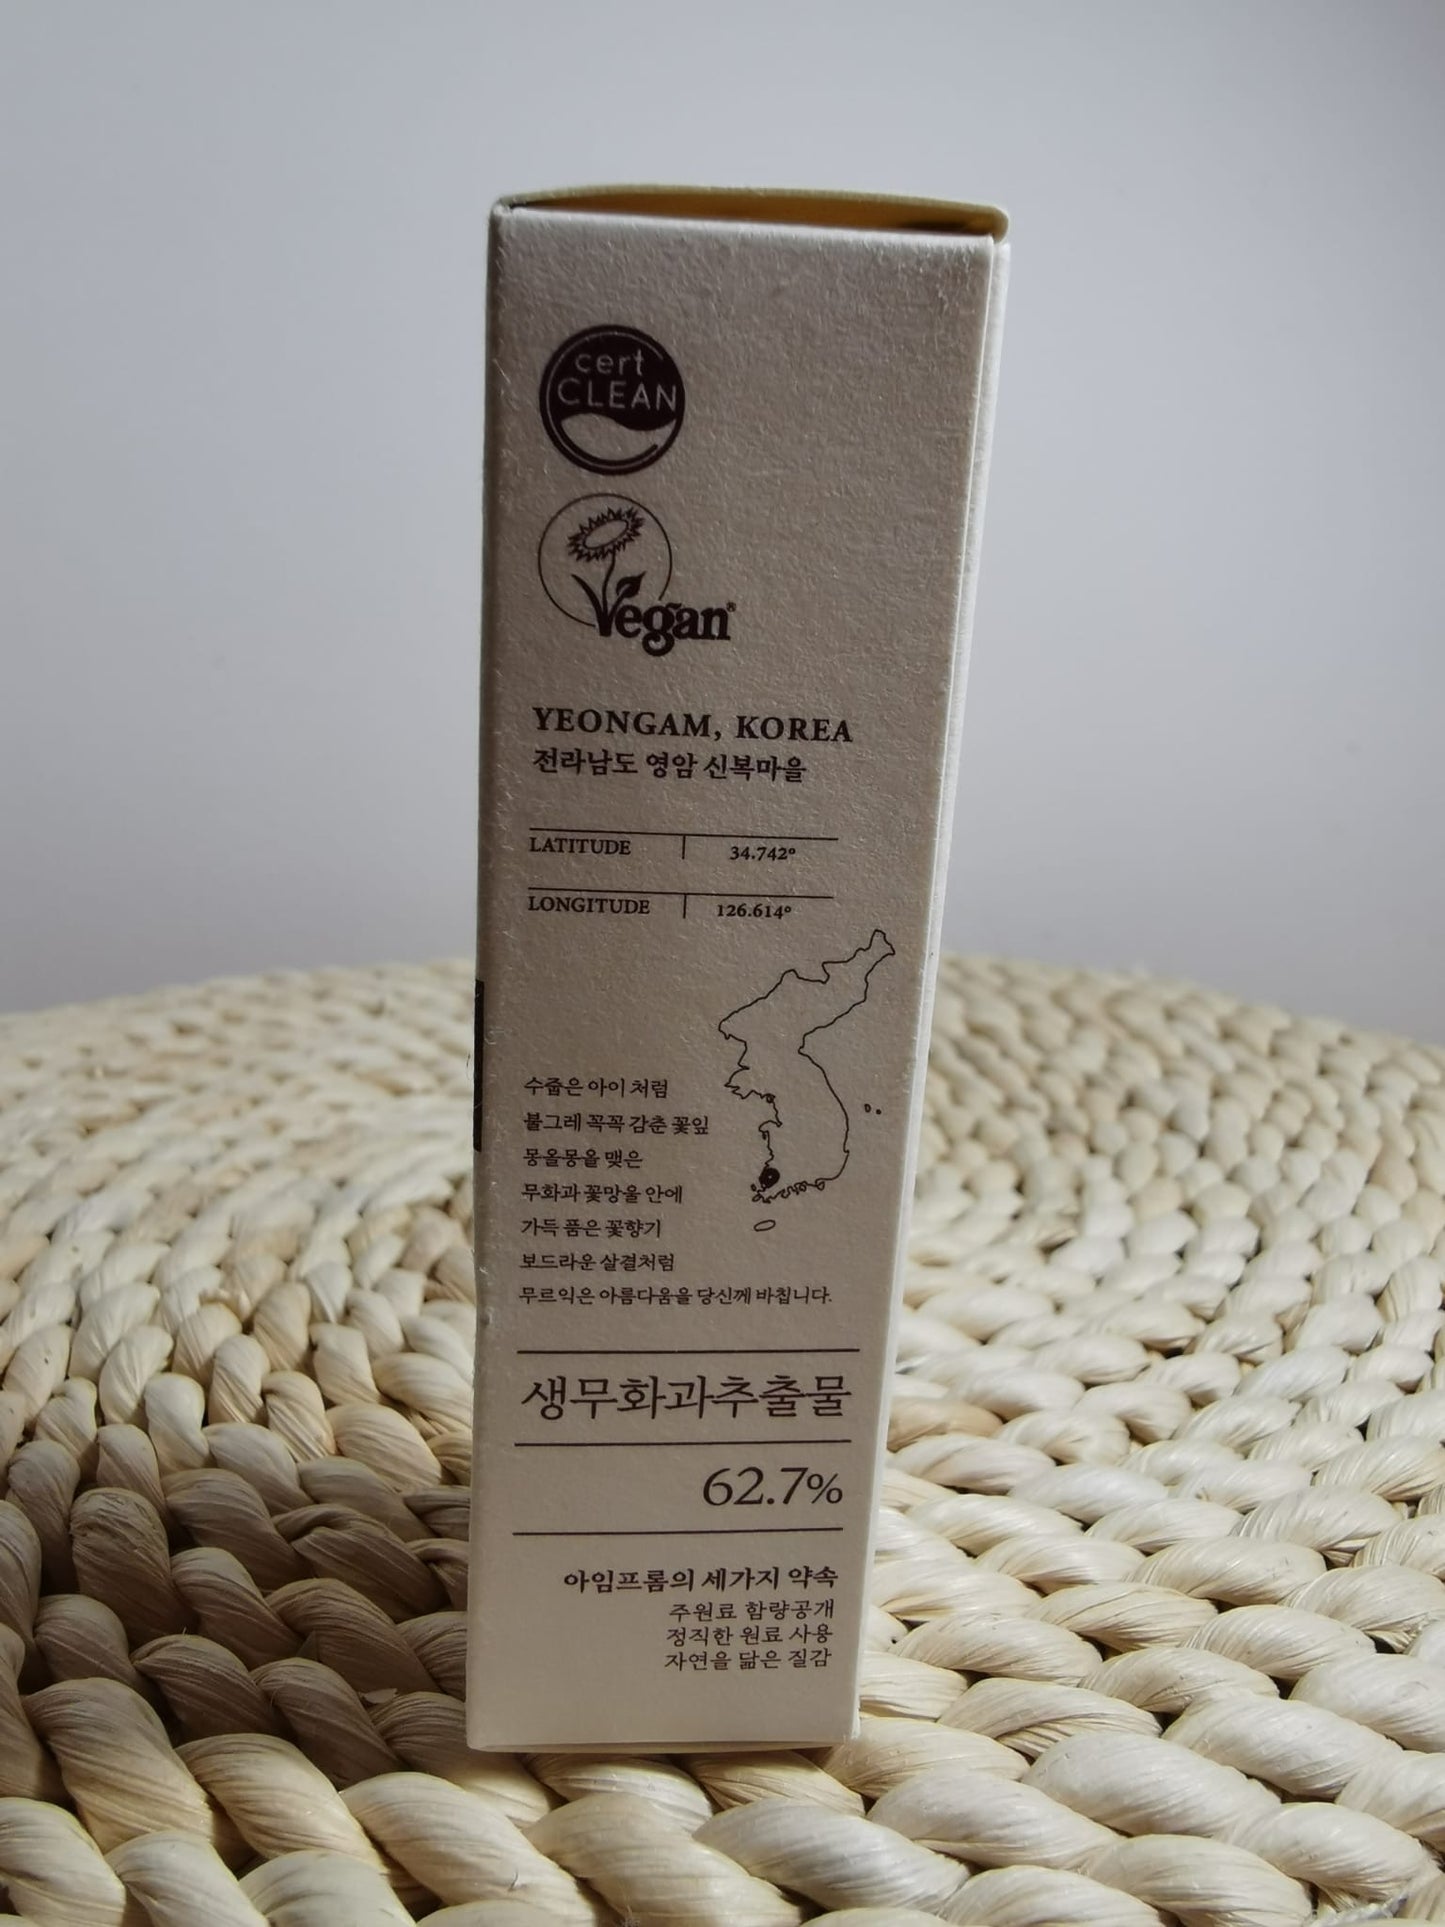 cert
CLEAN
Vegan®
YEONGAM, KOREA
전라남도 영암 신복마을
LATITUDE 34.742°
LONGITUDE 126.614°
수줍은 아이 처럼
불그레 꼭꼭 감춘 꽃잎
몽올몽올 맺은
무화과 꽃망울 안에
가득 품은 꽃향기
보드라운 살결처럼
무르익은 아름다움을 당신께 바칩니다.
생무화과추출물
62.7%
아임프롬의 세가지 약속
주원료 함량공개
정직한 원료 사용
자연을 닮은 질감